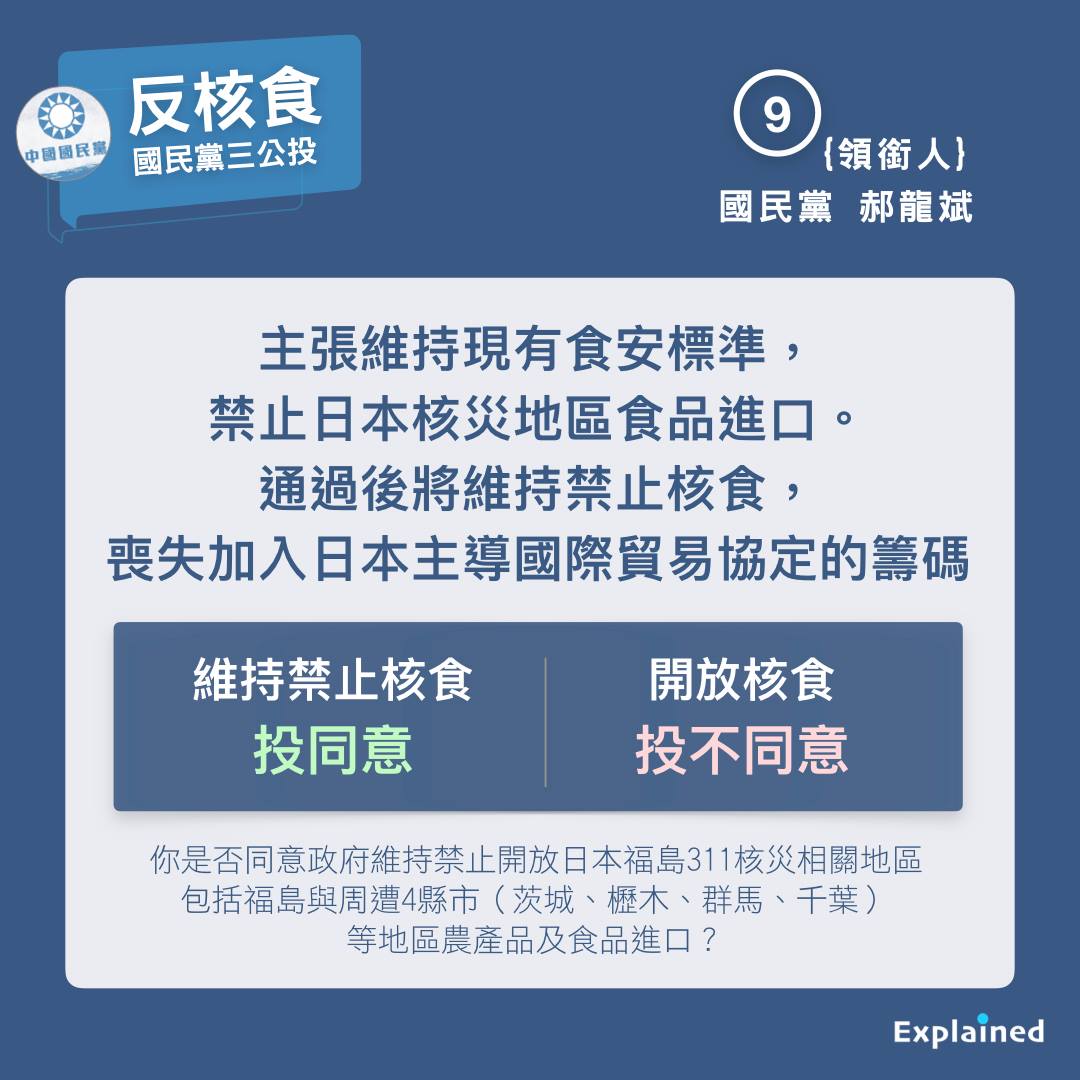 反核食
國民黨三公投
中國國民黨
9
{領銜人}
國民黨 郝龍斌
主張維持現有食安標準，
禁止日本核災地區食品進口。
通過後將維持禁止核食，
喪失加入日本主導國際貿易協定的籌碼
維持禁止核食
投同意
開放核食
投不同意
你是否同意政府維持禁止開放日本福島311核災相關地區
包括福島與周遭4縣市（茨城、櫪木、群馬、千葉）
等地區農產品及食品進口？
Explained